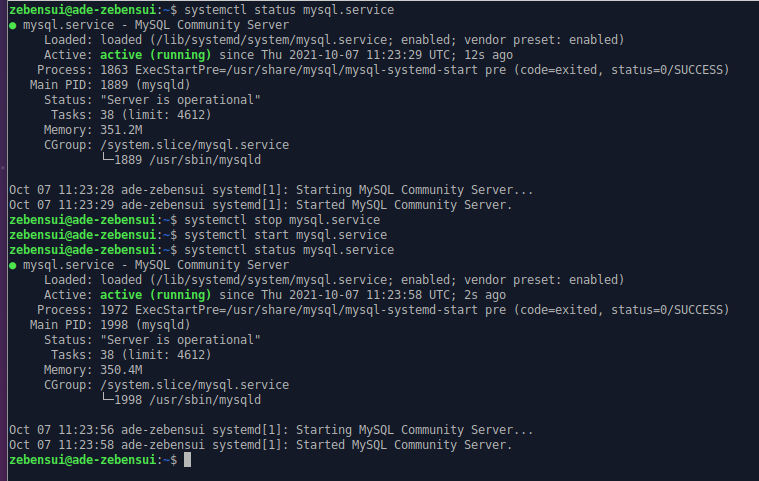 zebensui@ade-zebensui:~$ systemctl status mysql.service
● mysql.service - MySQL Community Server
     Loaded: loaded (/lib/systemd/system/mysql.service; enabled; vendor preset: enabled)
     Active: active (running) since Thu 2021-10-07 11:23:29 UTC; 12s ago
    Process: 1863 ExecStartPre=/usr/share/mysql/mysql-systemd-start pre (code=exited, status=0/SUCCESS)
   Main PID: 1889 (mysqld)
     Status: "Server is operational"
      Tasks: 38 (limit: 4612)
     Memory: 351.2M
     CGroup: /system.slice/mysql.service
             └─1889 /usr/sbin/mysqld

Oct 07 11:23:28 ade-zebensui systemd[1]: Starting MySQL Community Server...
Oct 07 11:23:29 ade-zebensui systemd[1]: Started MySQL Community Server.
zebensui@ade-zebensui:~$ systemctl stop mysql.service
zebensui@ade-zebensui:~$ systemctl start mysql.service
zebensui@ade-zebensui:~$ systemctl status mysql.service
● mysql.service - MySQL Community Server
     Loaded: loaded (/lib/systemd/system/mysql.service; enabled; vendor preset: enabled)
     Active: active (running) since Thu 2021-10-07 11:23:58 UTC; 2s ago
    Process: 1972 ExecStartPre=/usr/share/mysql/mysql-systemd-start pre (code=exited, status=0/SUCCESS)
   Main PID: 1998 (mysqld)
     Status: "Server is operational"
      Tasks: 38 (limit: 4612)
     Memory: 350.4M
     CGroup: /system.slice/mysql.service
             └─1998 /usr/sbin/mysqld

Oct 07 11:23:56 ade-zebensui systemd[1]: Starting MySQL Community Server...
Oct 07 11:23:58 ade-zebensui systemd[1]: Started MySQL Community Server.
zebensui@ade-zebensui:~$